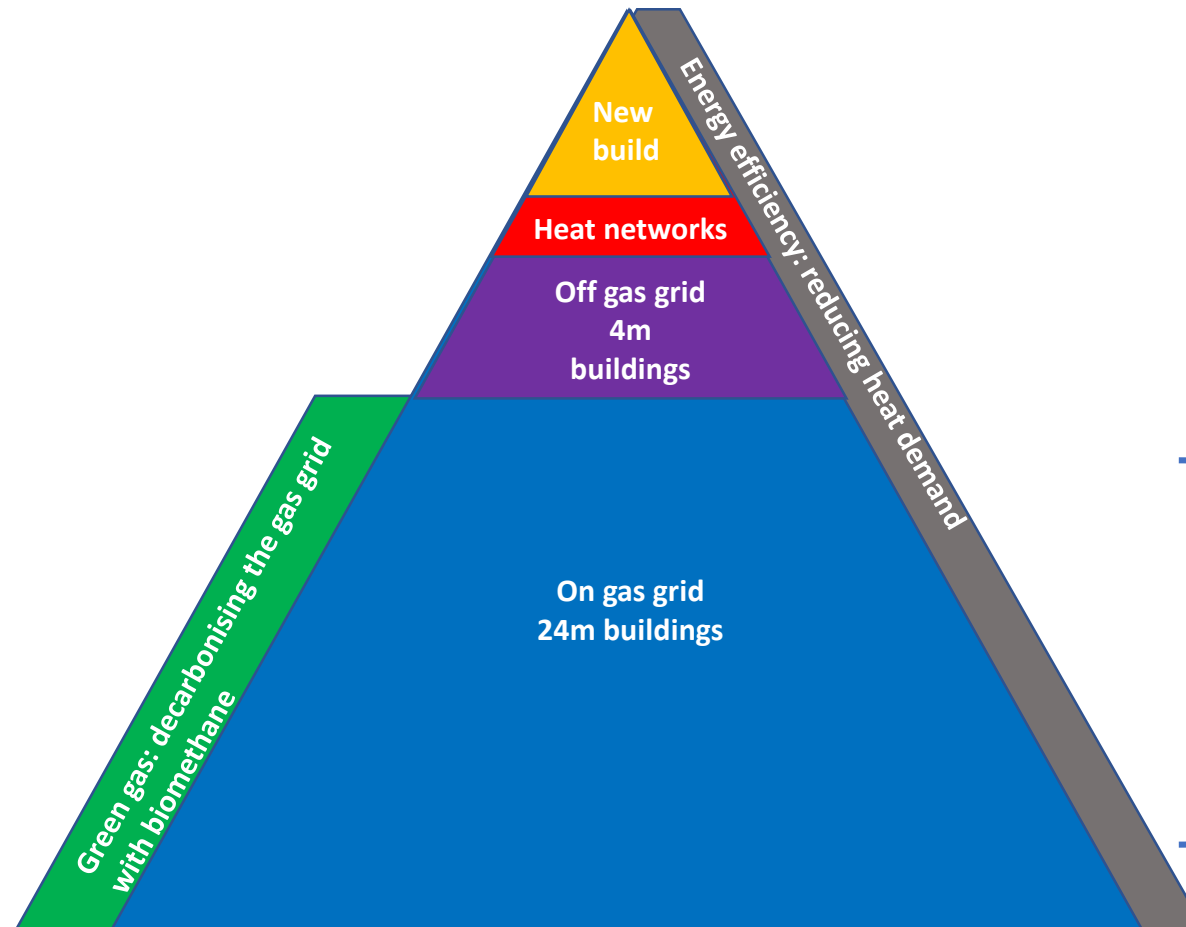 New
build
Heat networks
Off gas grid
4m
buildings
On gas grid
24m buildings
Green gas: decarbonising the gas grid
with biomethane
Energy efficiency: reducing heat demand